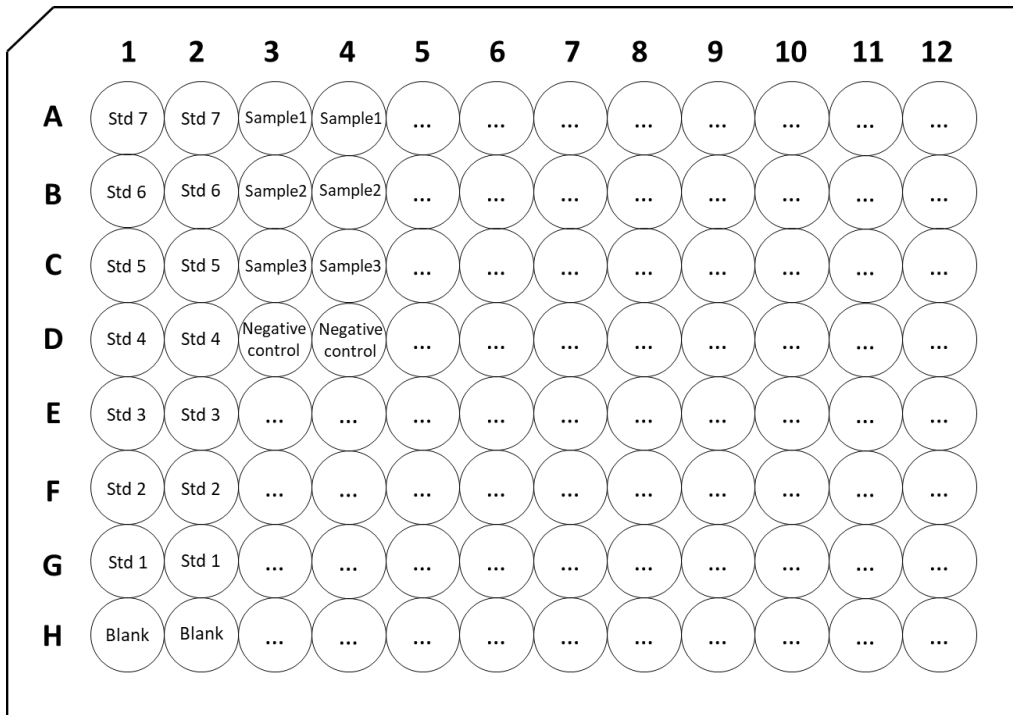 1 2 3 4 5 6 7 8 9 10 11 12
A Std 7 Std 7 Sample1 Sample1 ... ... ... ... ... ... ... ...
B Std 6 Std 6 Sample2 Sample2 ... ... ... ... ... ... ... ...
C Std 5 Std 5 Sample3 Sample3 ... ... ... ... ... ... ... ...
D Std 4 Std 4 Negative control Negative control ... ... ... ... ... ... ... ...
E Std 3 Std 3 ... ... ... ... ... ... ... ... ... ...
F Std 2 Std 2 ... ... ... ... ... ... ... ... ... ...
G Std 1 Std 1 ... ... ... ... ... ... ... ... ... ...
H Blank Blank ... ... ... ... ... ... ... ... ... ...